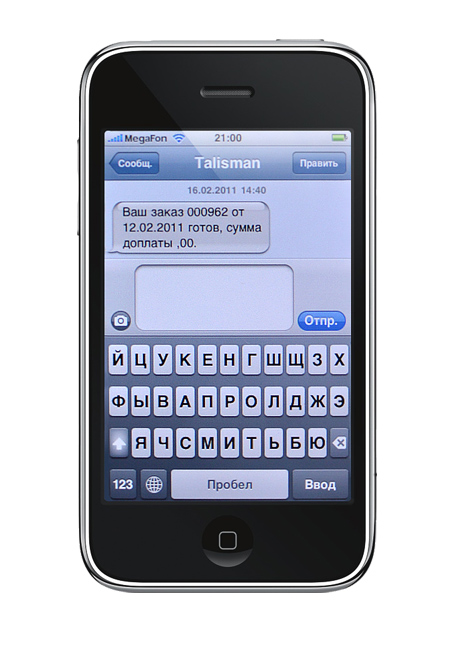 MegaFon 21:00
Сообщ. Talisman Править
16.02.2011 14:40
Ваш заказ 000962 от
12.02.2011 готов, сумма
доплаты ,00.
Отпр.
Й Ц У К Е Н Г Ш Щ З Х
Ф Ы В А П Р О Л Д Ж Э
Я Ч С М И Т Ь Б Ю
123 Пробел Ввод